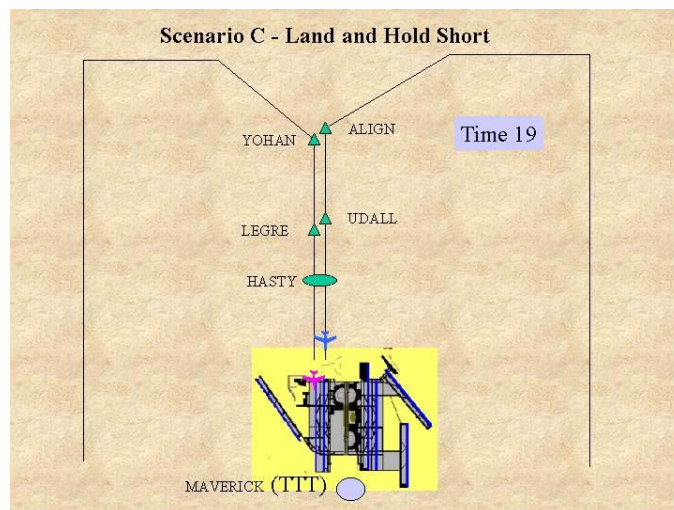 Scenario C - Land and Hold Short
ALIGN
YOHAN
Time 19
UDALL
LEGRE
HASTY
MAVERICK (TTT)